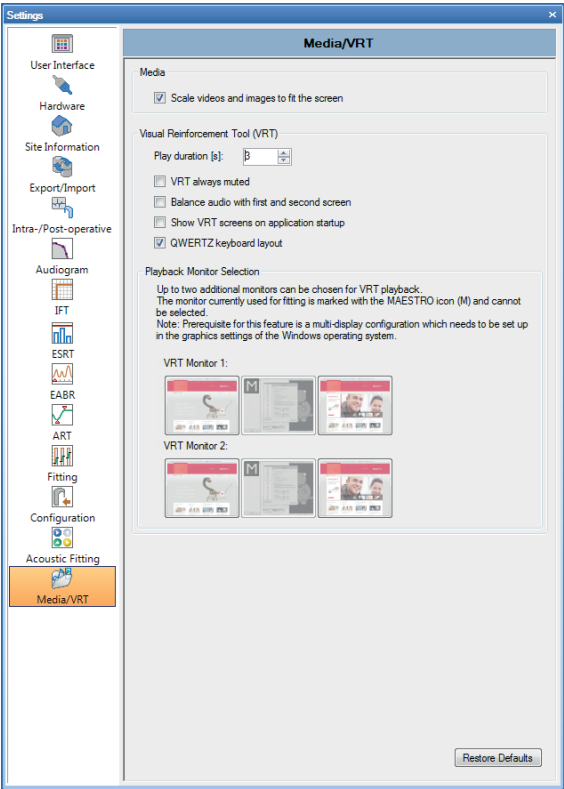 Settings
User Interface
Hardware
Site Information
Export/Import
Intra-/Post-operative
Audiogram
IFT
ESRT
EABR
ART
Fitting
Configuration
Acoustic Fitting
Media/VRT
Media/VRT
Media
Scale videos and images to fit the screen
Visual Reinforcement Tool (VRT)
Play duration [s]: 3
VRT always muted
Balance audio with first and second screen
Show VRT screens on application startup
QWERTZ keyboard layout
Playback Monitor Selection
Up to two additional monitors can be chosen for VRT playback.
The monitor currently used for fitting is marked with the MAESTRO icon (M) and cannot
be selected.
Note: Prerequisite for this feature is a multi-display configuration which needs to be set up
in the graphics settings of the Windows operating system.
VRT Monitor 1:
M
VRT Monitor 2:
M
Restore Defaults